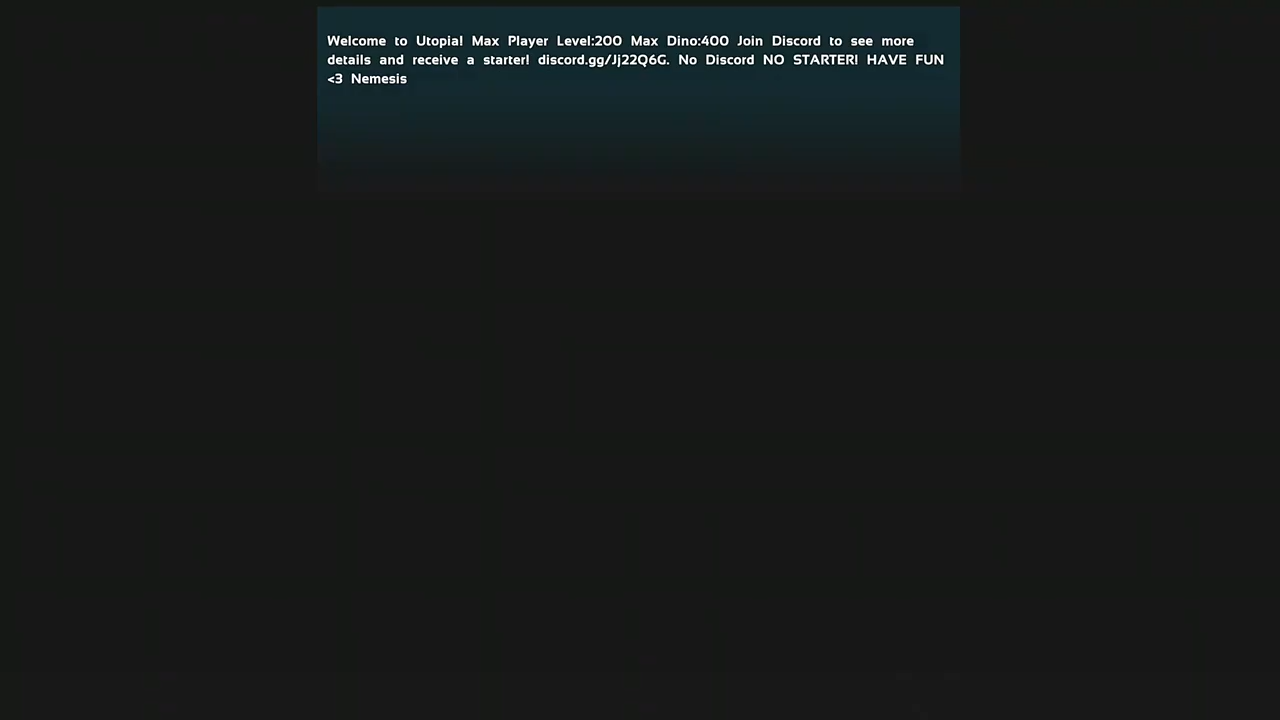 Welcome to Utopia! Max Player Level:200 Max Dino:400 Join Discord to see more
details and receive a starter! discord.gg/Jj22Q6G. No Discord NO STARTER! HAVE FUN
<3 Nemesis